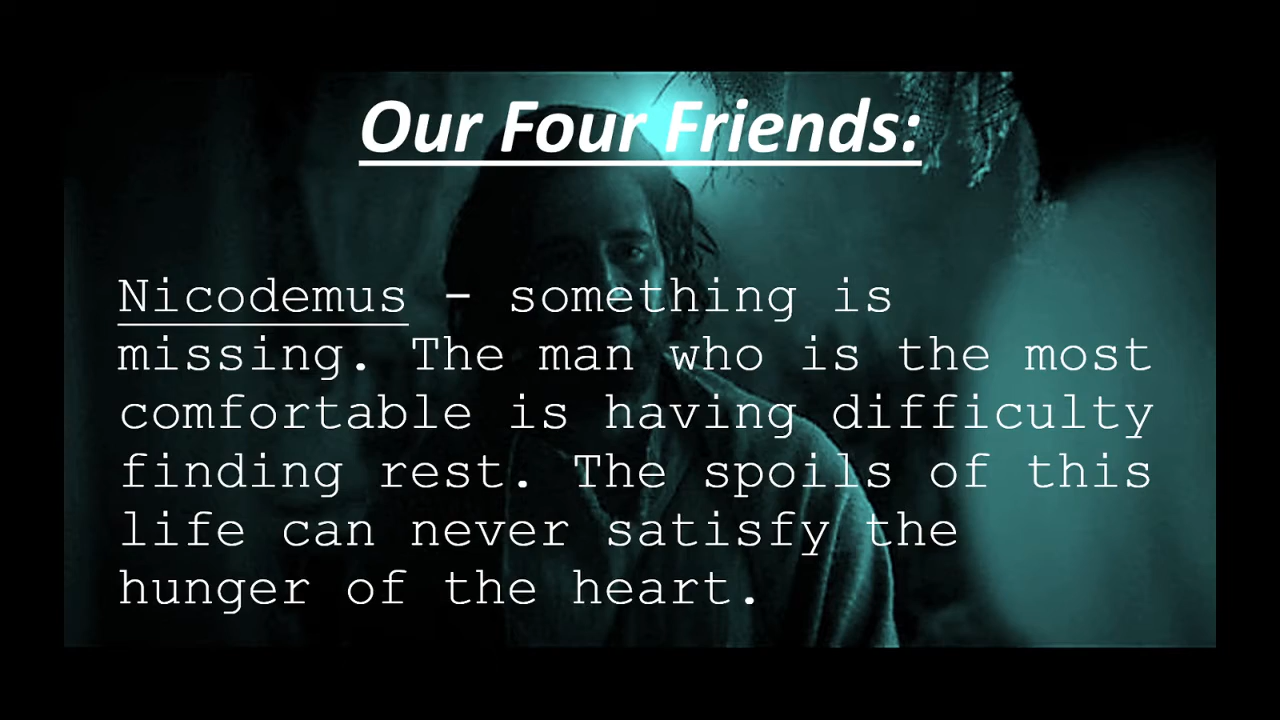 Our Four Friends:
Nicodemus - something is
missing. The man who is the most
comfortable is having difficulty
finding rest. The spoils of this
life can never satisfy the
hunger of the heart.